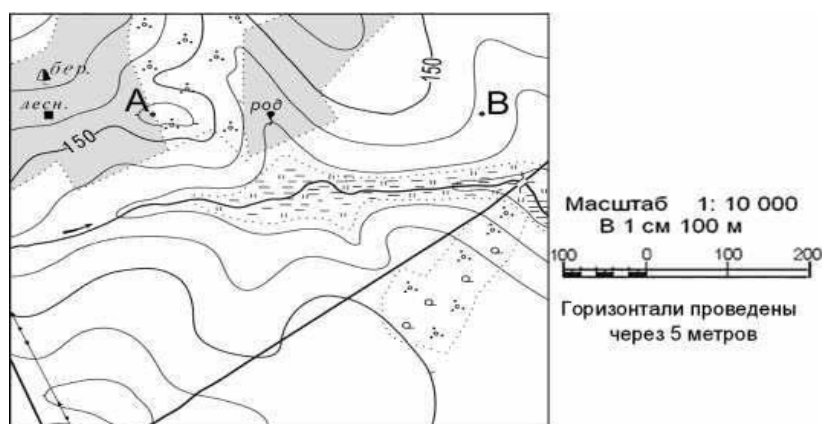 бер.
лесн.
А
род
В
150
150
Масштаб 1: 10 000
В 1 см 100 м
100 0 100 200
Горизонтали проведены
через 5 метров